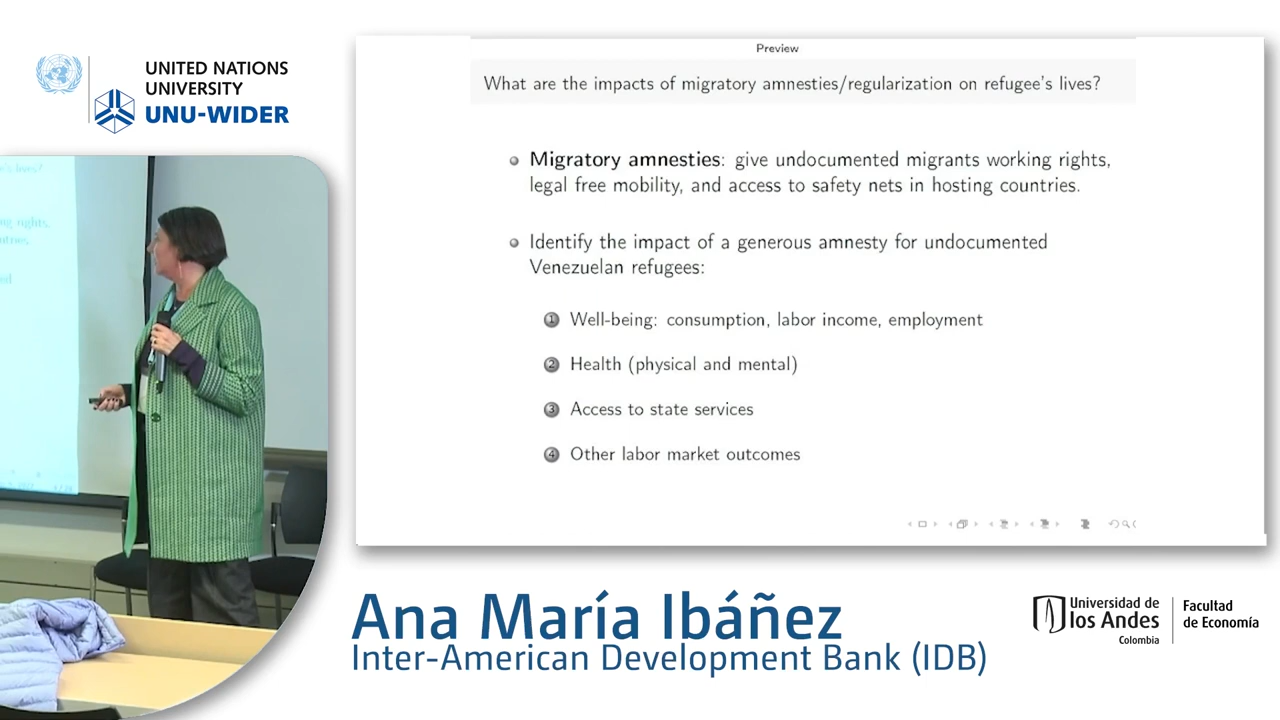 UNITED NATIONS
UNIVERSITY
UNU-WIDER
Preview
What are the impacts of migratory amnesties/regularization on refugee's lives?
Migratory amnesties: give undocumented migrants working rights,
legal free mobility, and access to safety nets in hosting countries.
Identify the impact of a generous amnesty for undocumented
Venezuelan refugees:
1 Well-being: consumption, labor income, employment
2 Health (physical and mental)
3 Access to state services
4 Other labor market outcomes
Ana María Ibáñez
Inter-American Development Bank (IDB)
Universidad de
los Andes
Colombia
Facultad
de Economía